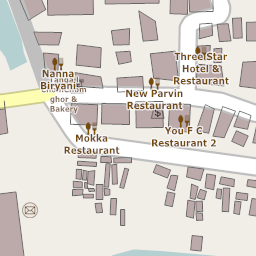 Three Star
Hotel &
Restaurant
Nanna
Biryani
ghor &
Bakery
New Parvin
Restaurant
You F C
Restaurant 2
Mokka
Restaurant